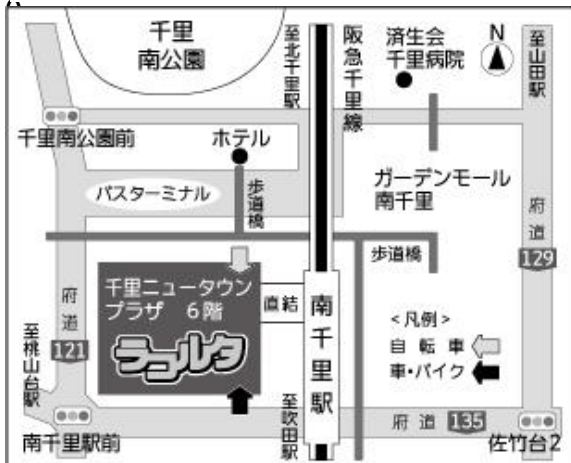 千里
南公園
至北千里駅
阪急千里線
済生会
千里病院
N
至山田駅
千里南公園前
ホテル
バスターミナル
歩道橋
ガーデンモール
南千里
府道
129
歩道橋
千里ニュータウン
プラザ 6階
ラコルタ
直結
南千里駅
<凡例>
自転車
車・バイク
府道
121
至桃山台駅
南千里駅前
至吹田駅
府道 135
佐竹台2